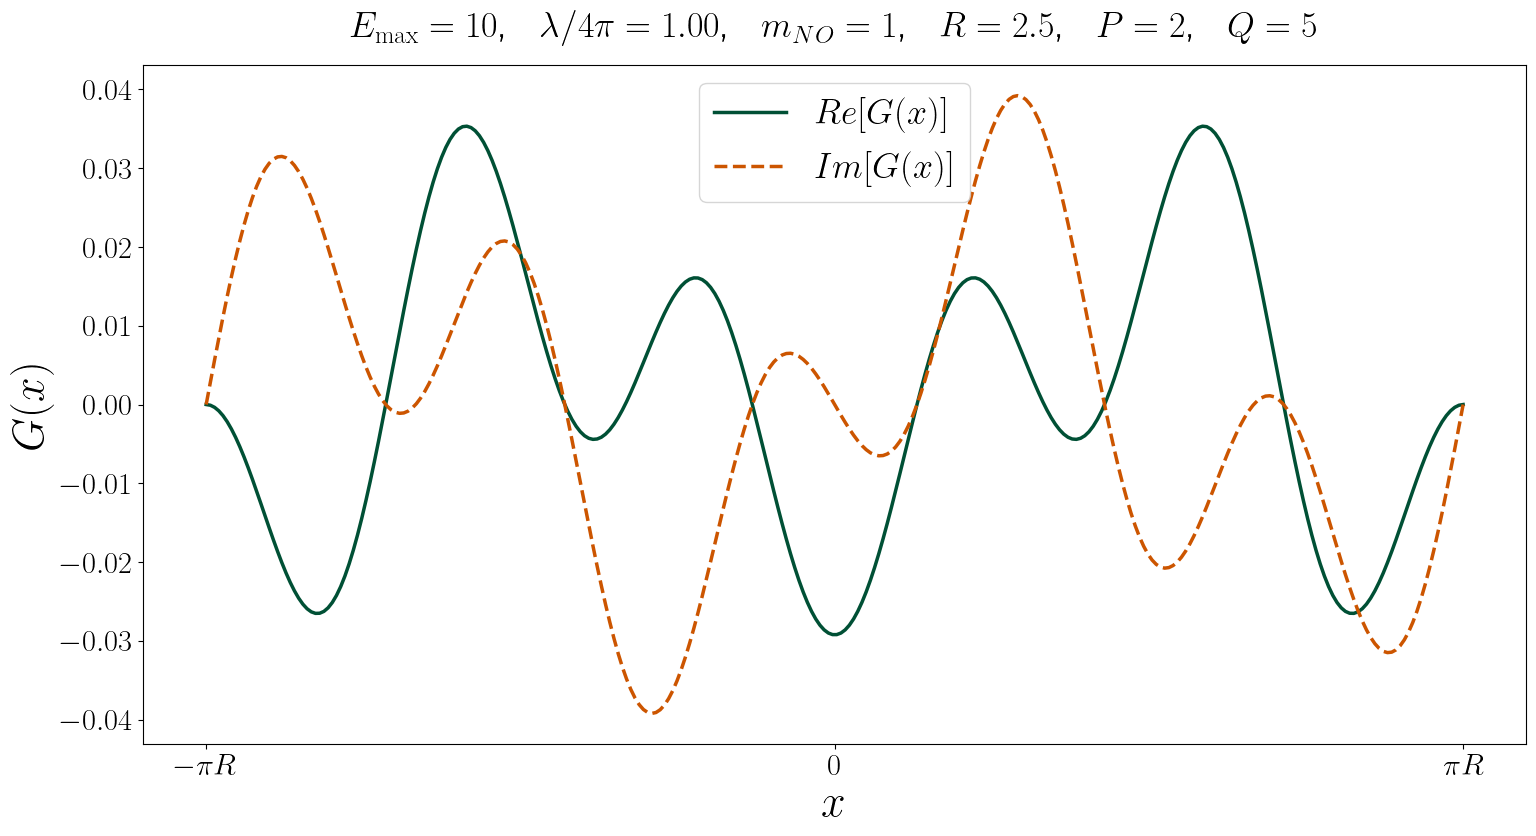 E_max = 10, λ/4π = 1.00, m_NO = 1, R = 2.5, P = 2, Q = 5
Re[G(x)]
Im[G(x)]
G(x)
0.04
0.03
0.02
0.01
0.00
−0.01
−0.02
−0.03
−0.04
−πR 0 πR
x